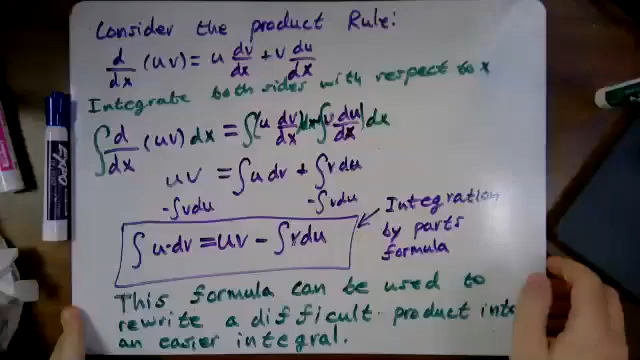 Consider the product Rule:
d/dx (uv) = u dv/dx + v du/dx
Integrate both sides with respect to x
∫ d/dx (uv) dx = ∫(u dv/dx)dx + ∫(v du/dx)dx
uv = ∫u dv + ∫v du
-∫v du -∫v du
∫ u·dv = uv - ∫v du
Integration
by parts
formula
This formula can be used to
rewrite a difficult product into
an easier integral.
EXPO